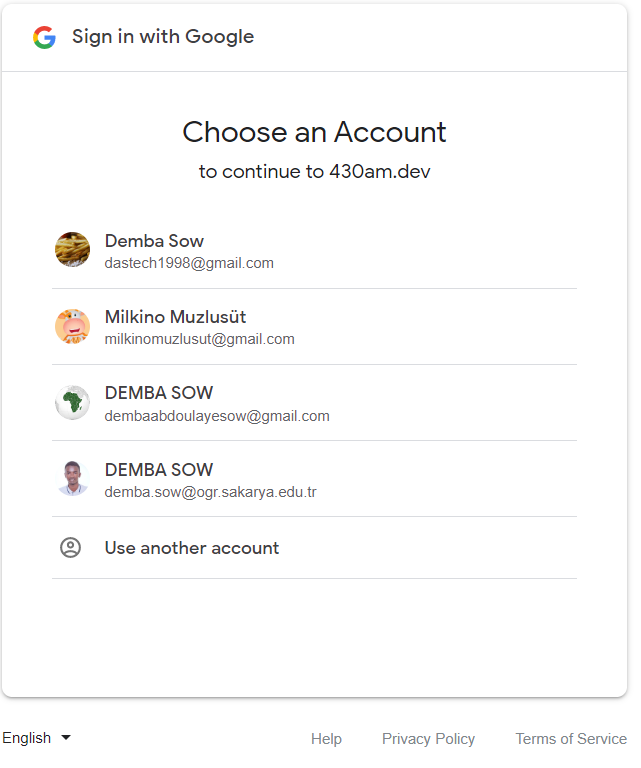 Sign in with Google
Choose an Account
to continue to 430am.dev
Demba Sow
dastech1998@gmail.com
Milkino Muzlusüt
milkinomuzlusut@gmail.com
DEMBA SOW
dembaabdoulayesow@gmail.com
DEMBA SOW
demba.sow@ogr.sakarya.edu.tr
Use another account
English Help Privacy Policy Terms of Service